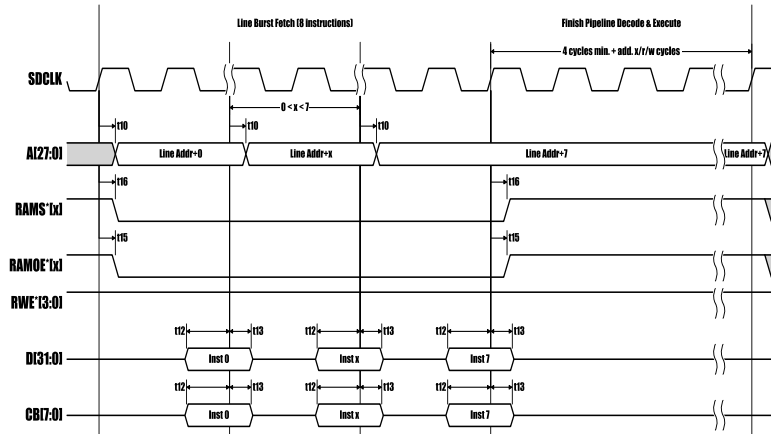 Line Burst Fetch (8 instructions)
Finish Pipeline Decode & Execute
4 cycles min. + add. x/r/w cycles
SDCLK
0 < x < 7
t10
t10
t10
A[27:0]
Line Addr+0
Line Addr+x
Line Addr+7
Line Addr+7
t16
t16
RAMS*[x]
t15
t15
RAMOE*[x]
RWE*[3:0]
t12
t13
t12
t13
t12
t13
D[31:0]
Inst 0
Inst x
Inst 7
t12
t13
t12
t13
t12
t13
CB[7:0]
Inst 0
Inst x
Inst 7